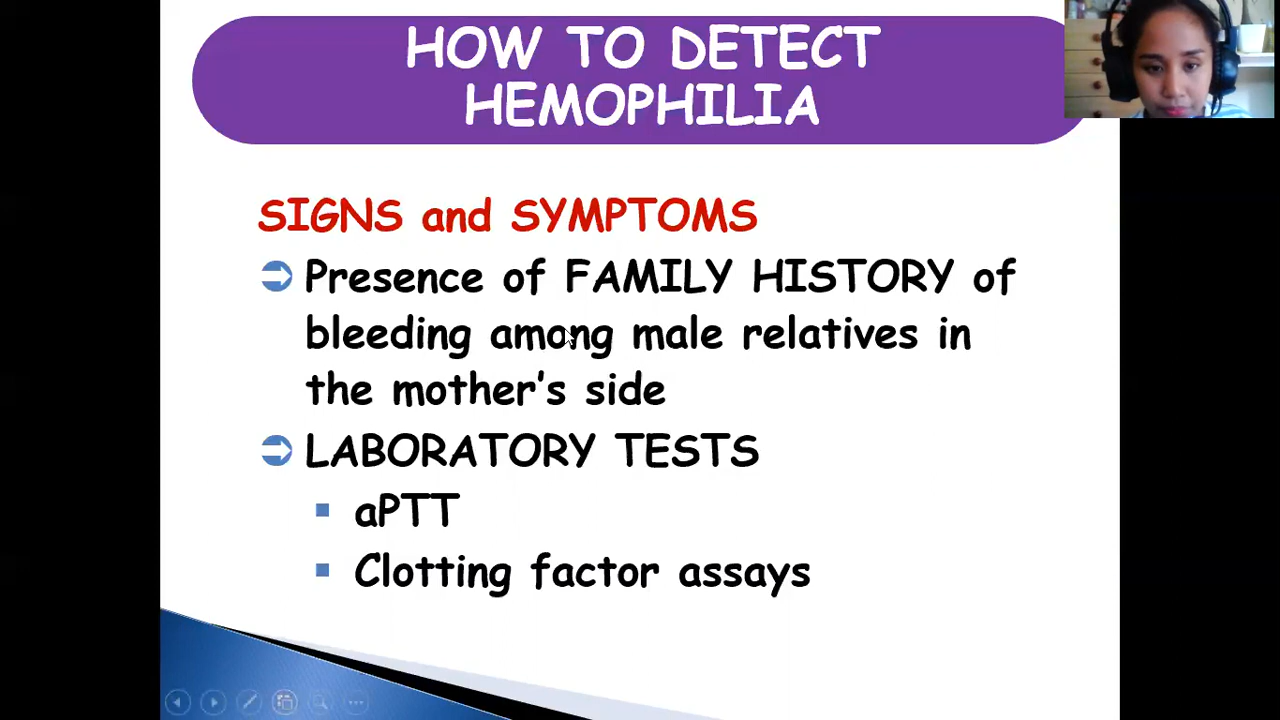 HOW TO DETECT
HEMOPHILIA
SIGNS and SYMPTOMS
Presence of FAMILY HISTORY of
bleeding among male relatives in
the mother's side
LABORATORY TESTS
aPTT
Clotting factor assays